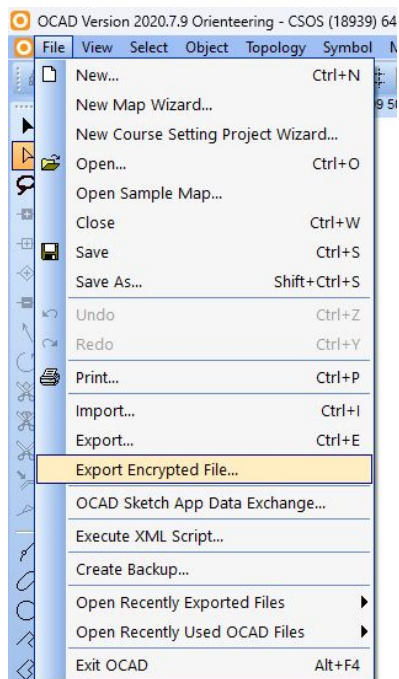 OCAD Version 2020.7.9 Orienteering - CSOS (18939) 64
File View Select Object Topology Symbol
New... Ctrl+N
New Map Wizard...
New Course Setting Project Wizard...
Open... Ctrl+O
Open Sample Map...
Close Ctrl+W
Save Ctrl+S
Save As... Shift+Ctrl+S
Undo Ctrl+Z
Redo Ctrl+Y
Print... Ctrl+P
Import... Ctrl+I
Export... Ctrl+E
Export Encrypted File...
OCAD Sketch App Data Exchange...
Execute XML Script...
Create Backup...
Open Recently Exported Files
Open Recently Used OCAD Files
Exit OCAD Alt+F4